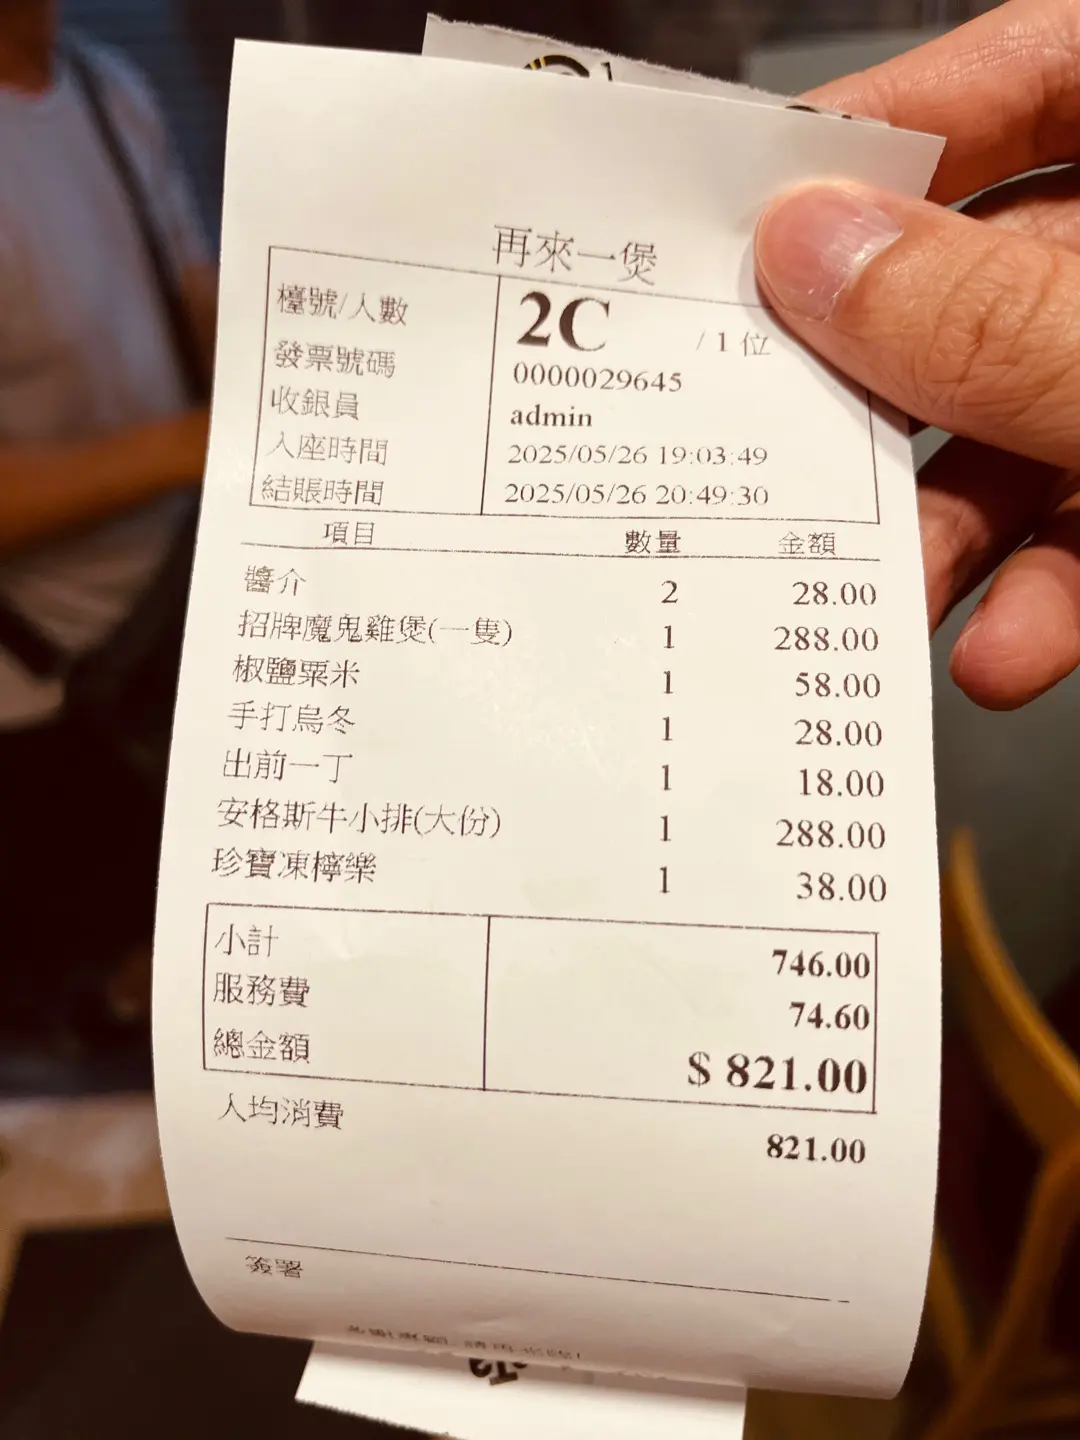 再來一煲
檯號/人數 2C / 1 位
發票號碼 0000029645
收銀員 admin
入座時間 2025/05/26 19:03:49
結賬時間 2025/05/26 20:49:30
項目 數量 金額
醬介 2 28.00
招牌魔鬼雞煲(一隻) 1 288.00
椒鹽粟米 1 58.00
手打烏冬 1 28.00
出前一丁 1 18.00
安格斯牛小排(大份) 1 288.00
珍寶凍檸樂 1 38.00
小計 746.00
服務費 74.60
總金額 $ 821.00
人均消費 821.00
簽署